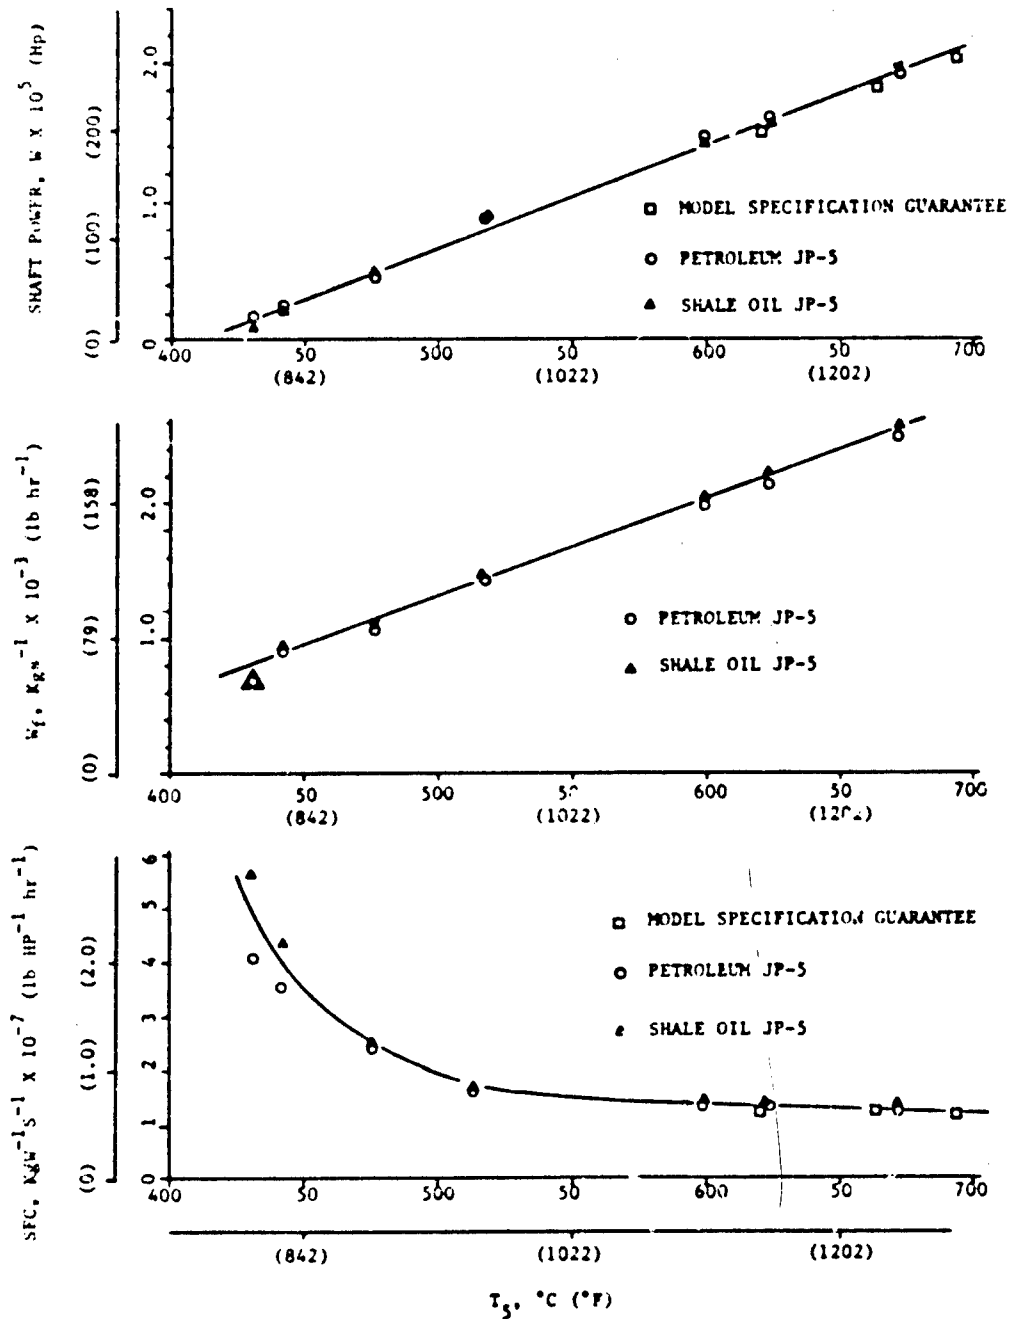 SHAFT POWER, W X 10^5 (Hp)
(0) (100) (200)
0 1.0 2.0
□ MODEL SPECIFICATION GUARANTEE
○ PETROLEUM JP-5
▲ SHALE OIL JP-5
400 50 500 50 600 50 700
(842) (1022) (1202)
W_f, Kgs^-1 X 10^-3 (lb hr^-1)
(0) (79) (158)
1.0 2.0
○ PETROLEUM JP-5
▲ SHALE OIL JP-5
400 50 500 600 50 700
(842) (1022)
SFC, KgW^-1S^-1 X 10^-7 (lb HP^-1 hr^-1)
(0) (1.0) (2.0)
0 1 2 3 4 5 6
□ MODEL SPECIFICATION GUARANTEE
○ PETROLEUM JP-5
▲ SHALE OIL JP-5
400 50 500 50 600 50 700
(842) (1022) (1202)
T_5, °C (°F)